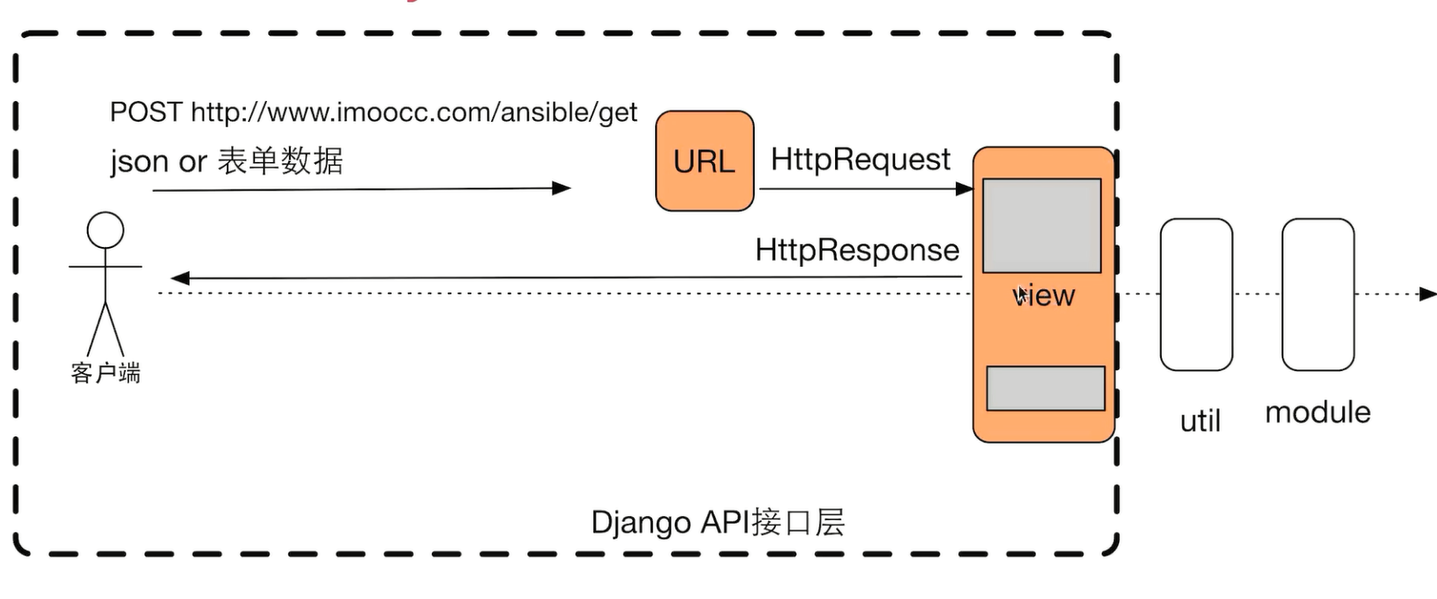 POST http://www.imoocc.com/ansible/get
json or 表单数据
URL
HttpRequest
HttpResponse
view
客户端
util
module
Django API接口层